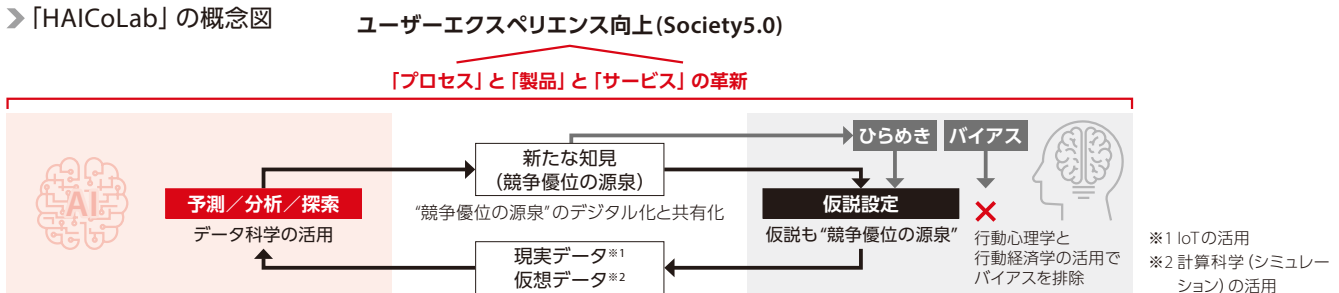 「HAICoLab」の概念図
ユーザーエクスペリエンス向上(Society5.0)
「プロセス」と「製品」と「サービス」の革新
AI
予測／分析／探索
データ科学の活用
新たな知見
(競争優位の源泉)
“競争優位の源泉”のデジタル化と共有化
現実データ※1
仮想データ※2
ひらめき
バイアス
仮説設定
仮説も“競争優位の源泉”
行動心理学と
行動経済学の活用で
バイアスを排除
※1 IoTの活用
※2 計算科学(シミュレー
ション)の活用